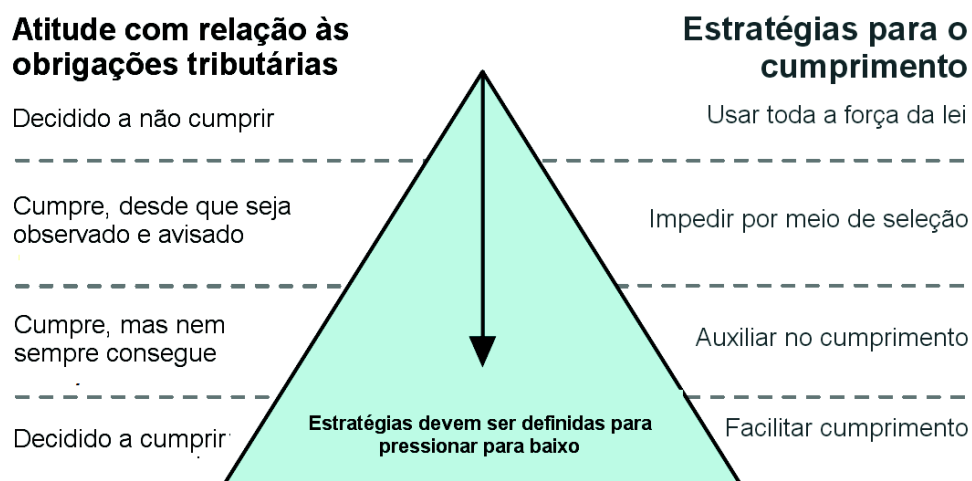 Atitude com relação às
obrigações tributárias
Estratégias para o
cumprimento
Decidido a não cumprir
Usar toda a força da lei
Cumpre, desde que seja
observado e avisado
Impedir por meio de seleção
Cumpre, mas nem
sempre consegue
Auxiliar no cumprimento
Decidido a cumprir
Facilitar cumprimento
Estratégias devem ser definidas para
pressionar para baixo